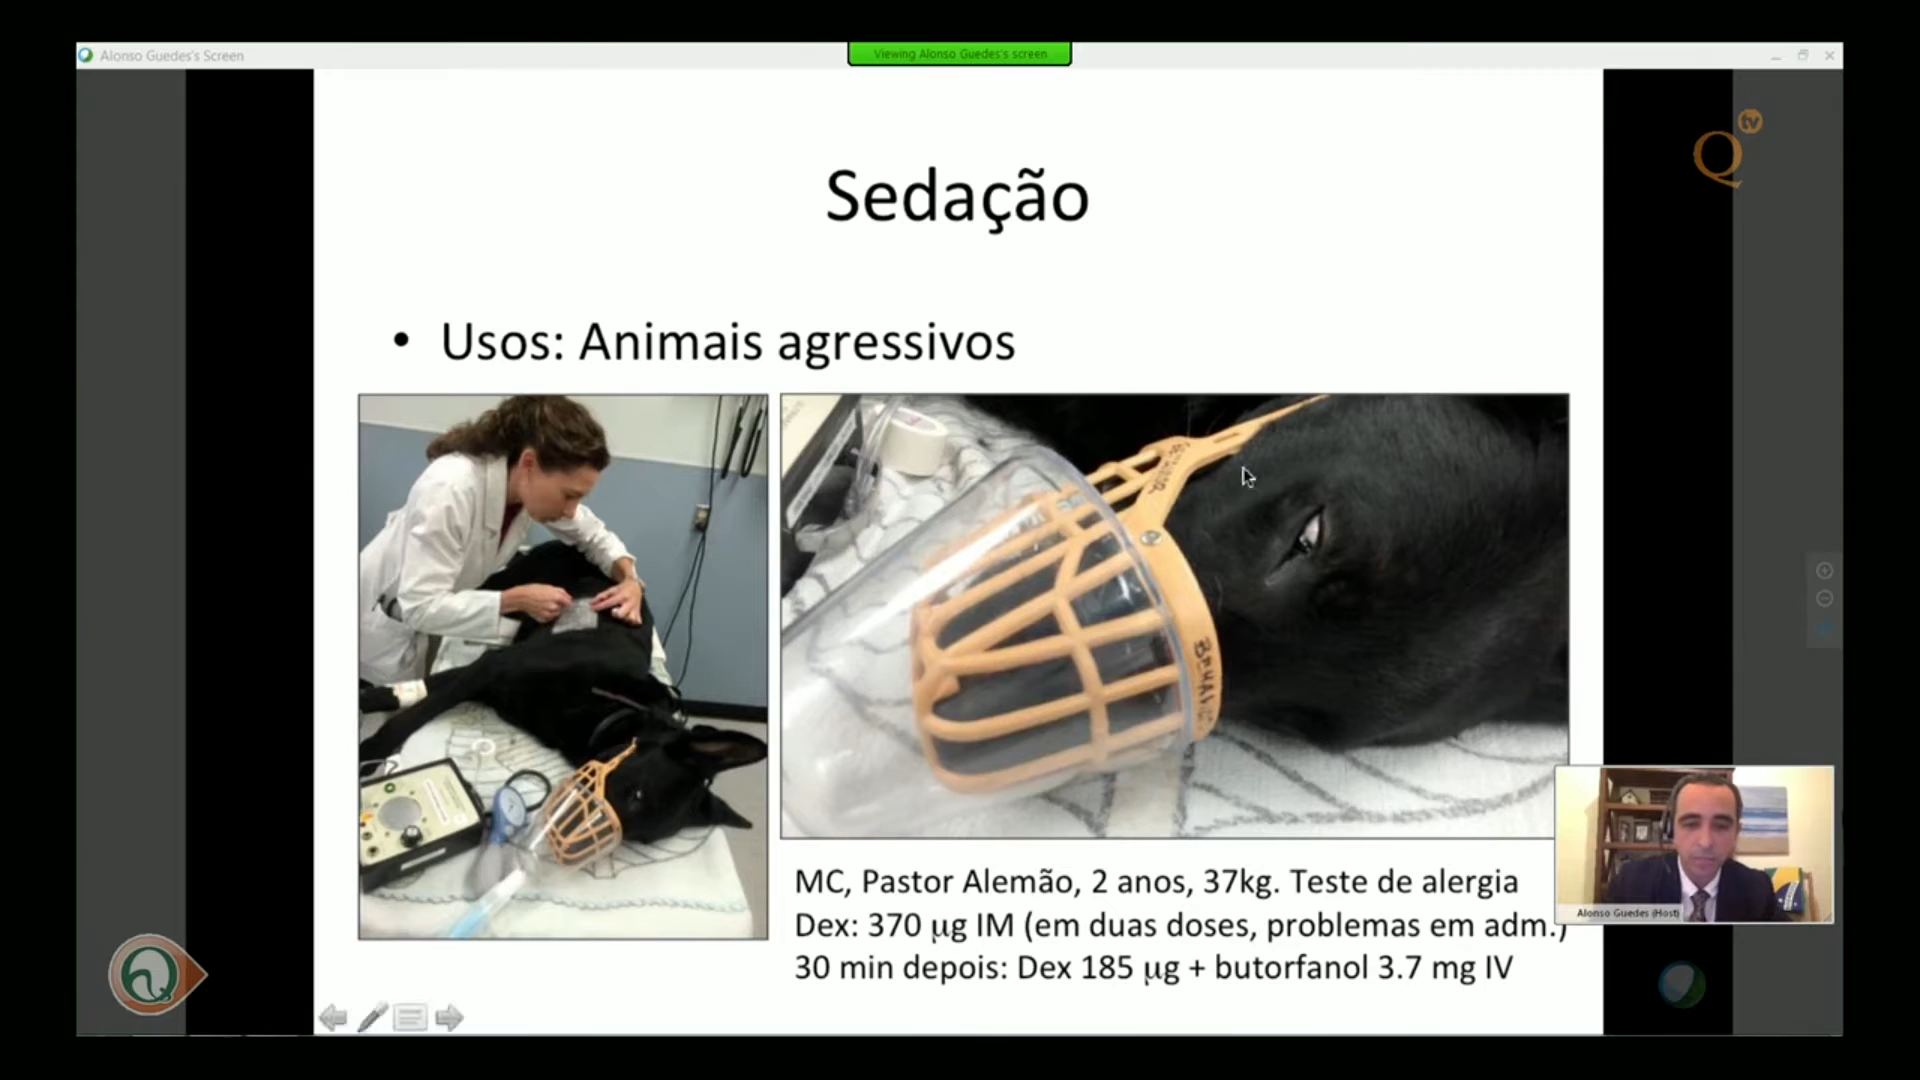 Alonso Guedes's Screen
Viewing Alonso Guedes's screen
Q tv
Sedação
• Usos: Animais agressivos
MC, Pastor Alemão, 2 anos, 37kg. Teste de alergia
Dex: 370 µg IM (em duas doses, problemas em adm.)
30 min depois: Dex 185 µg + butorfanol 3.7 mg IV
Alonso Guedes (Host)